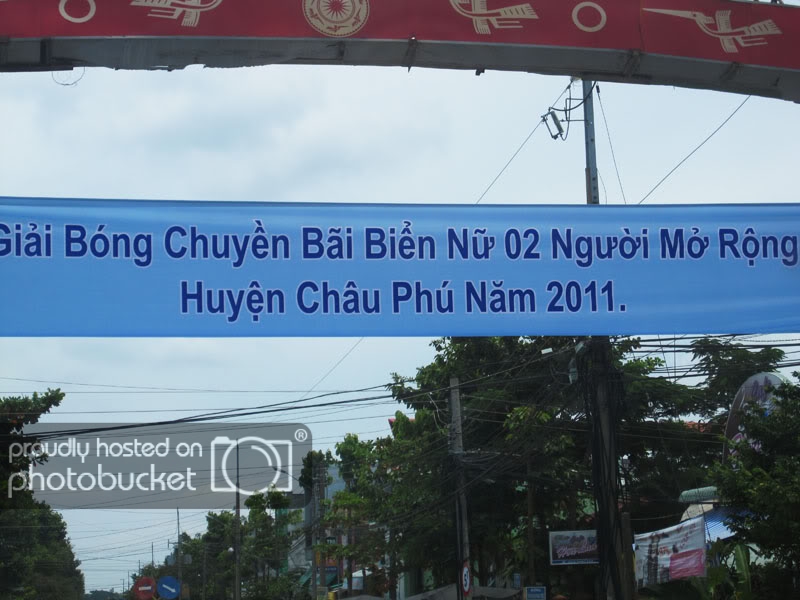 Giải Bóng Chuyền Bãi Biển Nữ 02 Người Mở Rộng
Huyện Châu Phú Năm 2011.
proudly hosted on
photobucket®